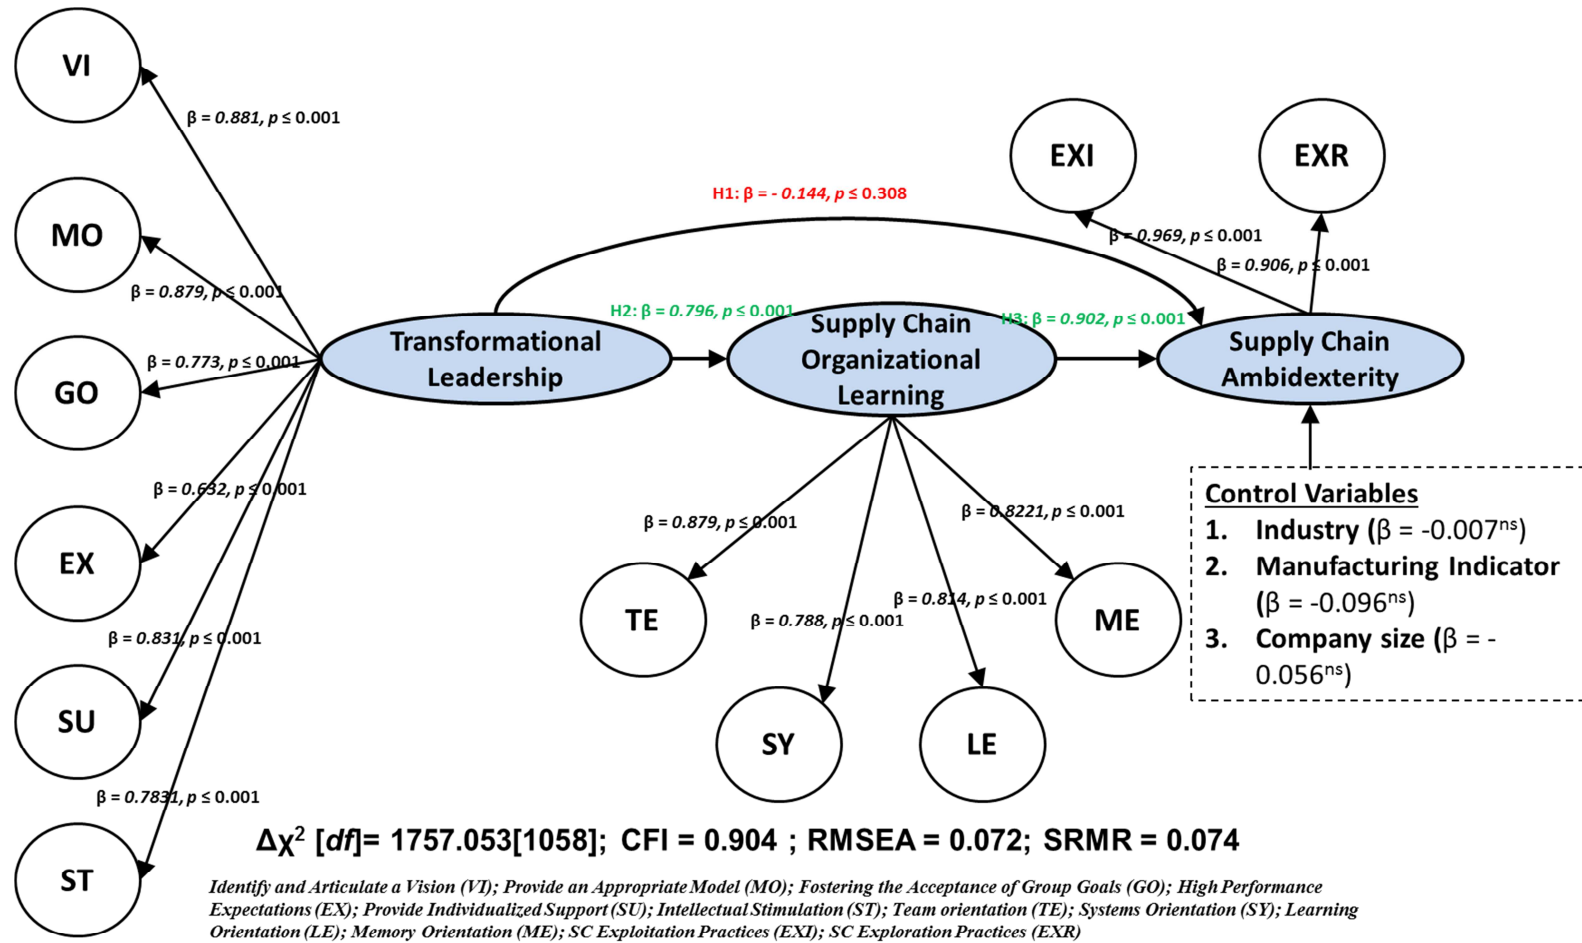 VI
β = 0.881, p ≤ 0.001
EXI
EXR
MO
H1: β = - 0.144, p ≤ 0.308
β = 0.969, p ≤ 0.001
β = 0.906, p ≤ 0.001
β = 0.879, p ≤ 0.001
H2: β = 0.796, p ≤ 0.001
H3: β = 0.902, p ≤ 0.001
Transformational
Leadership
Supply Chain
Organizational
Learning
Supply Chain
Ambidexterity
β = 0.773, p ≤ 0.001
GO
β = 0.632, p ≤ 0.001
EX
β = 0.879, p ≤ 0.001
β = 0.8221, p ≤ 0.001
Control Variables
1. Industry (β = -0.007ns)
2. Manufacturing Indicator
(β = -0.096ns)
3. Company size (β = -
0.056ns)
TE
β = 0.788, p ≤ 0.001
β = 0.814, p ≤ 0.001
ME
β = 0.831, p ≤ 0.001
SU
SY
LE
β = 0.7831, p ≤ 0.001
ST
Δχ² [df]= 1757.053[1058]; CFI = 0.904 ; RMSEA = 0.072; SRMR = 0.074
Identify and Articulate a Vision (VI); Provide an Appropriate Model (MO); Fostering the Acceptance of Group Goals (GO); High Performance
Expectations (EX); Provide Individualized Support (SU); Intellectual Stimulation (ST); Team orientation (TE); Systems Orientation (SY); Learning
Orientation (LE); Memory Orientation (ME); SC Exploitation Practices (EXI); SC Exploration Practices (EXR)